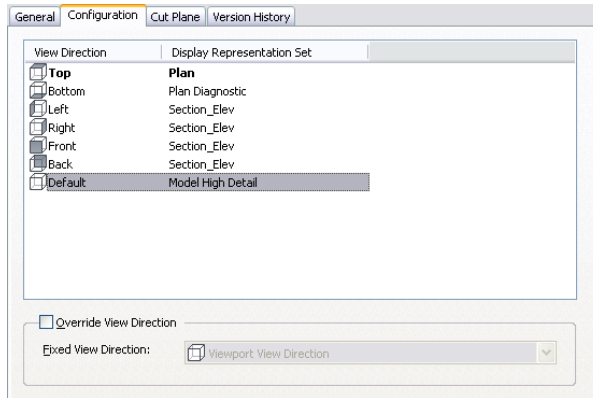 General Configuration Cut Plane Version History
View Direction Display Representation Set
Top Plan
Bottom Plan Diagnostic
Left Section_Elev
Right Section_Elev
Front Section_Elev
Back Section_Elev
Default Model High Detail
Override View Direction
Fixed View Direction: Viewport View Direction